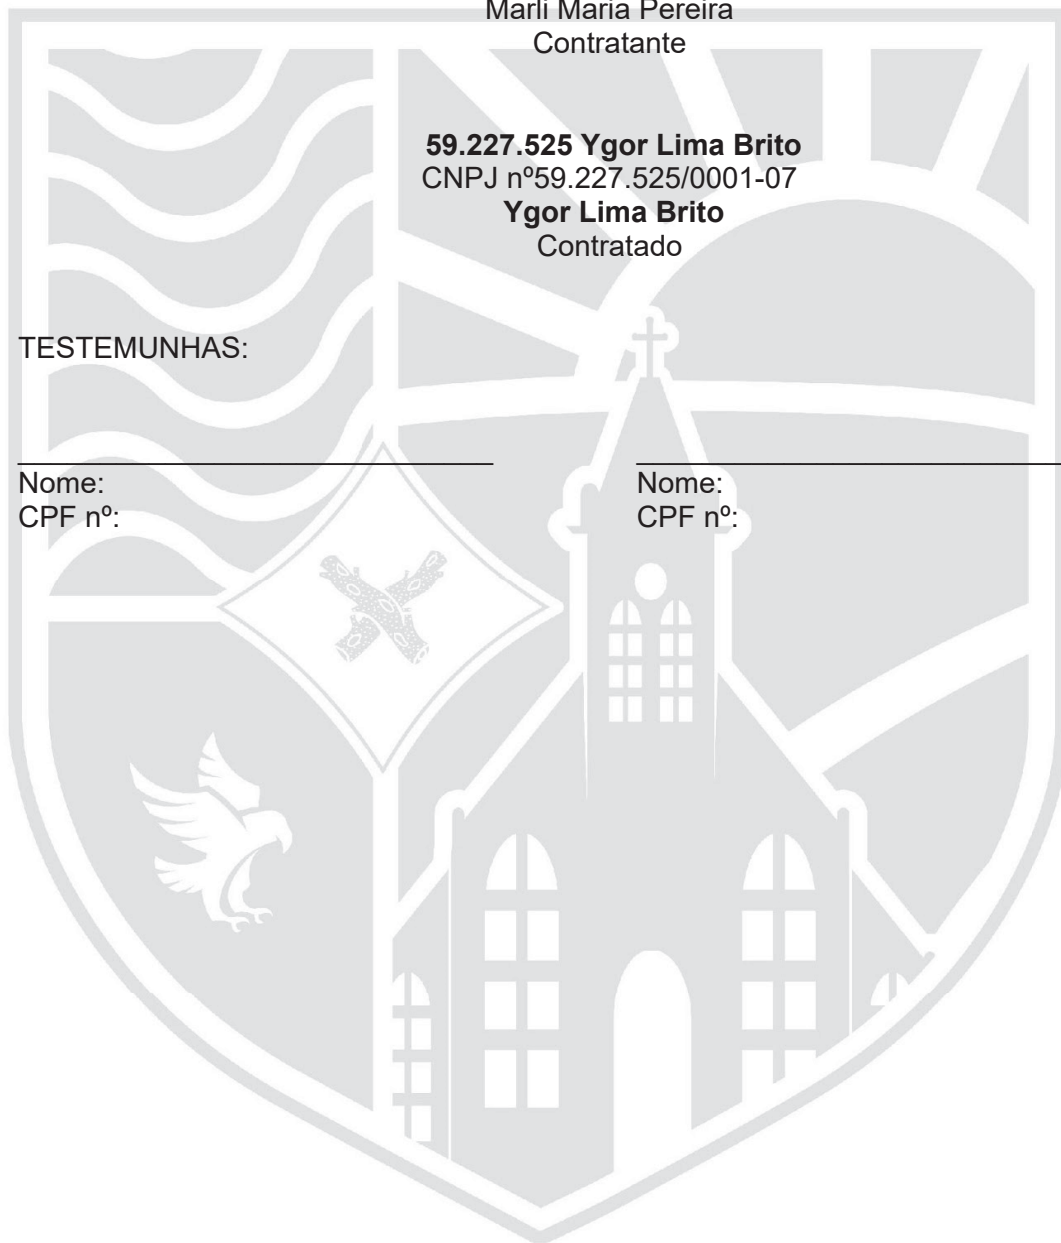 Marli Maria Pereira
Contratante
59.227.525 Ygor Lima Brito
CNPJ nº59.227.525/0001-07
Ygor Lima Brito
Contratado
TESTEMUNHAS:
Nome: Nome:
CPF nº: CPF nº: